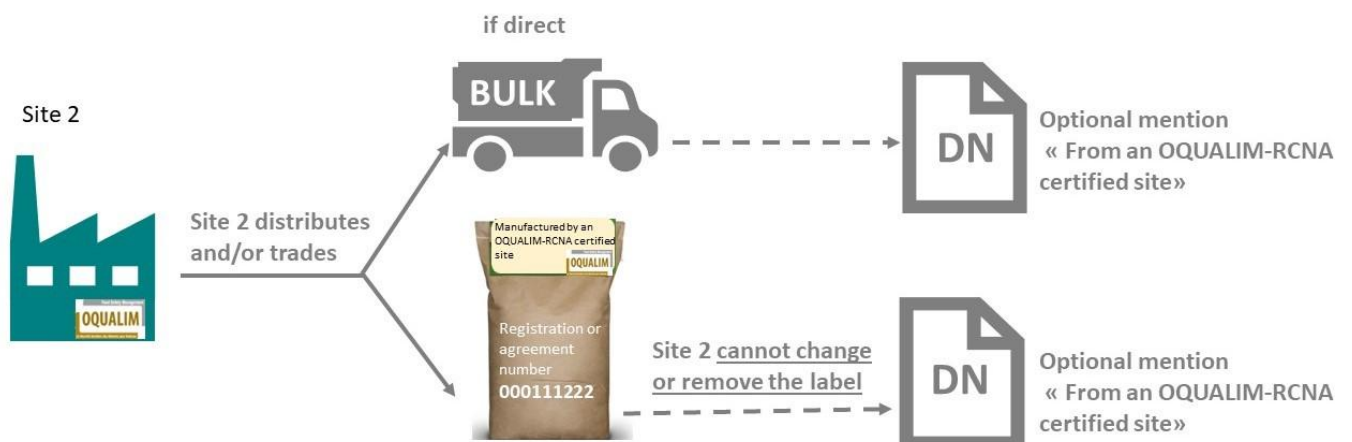 if direct
Site 2
BULK
DN
Optional mention
« From an OQUALIM-RCNA
certified site»
Site 2 distributes
and/or trades
Manufactured by an
OQUALIM-RCNA certified
site
OQUALIM
OQUALIM
Registration or
agreement
number
000111222
Site 2 cannot change
or remove the label
DN
Optional mention
« From an OQUALIM-RCNA
certified site»